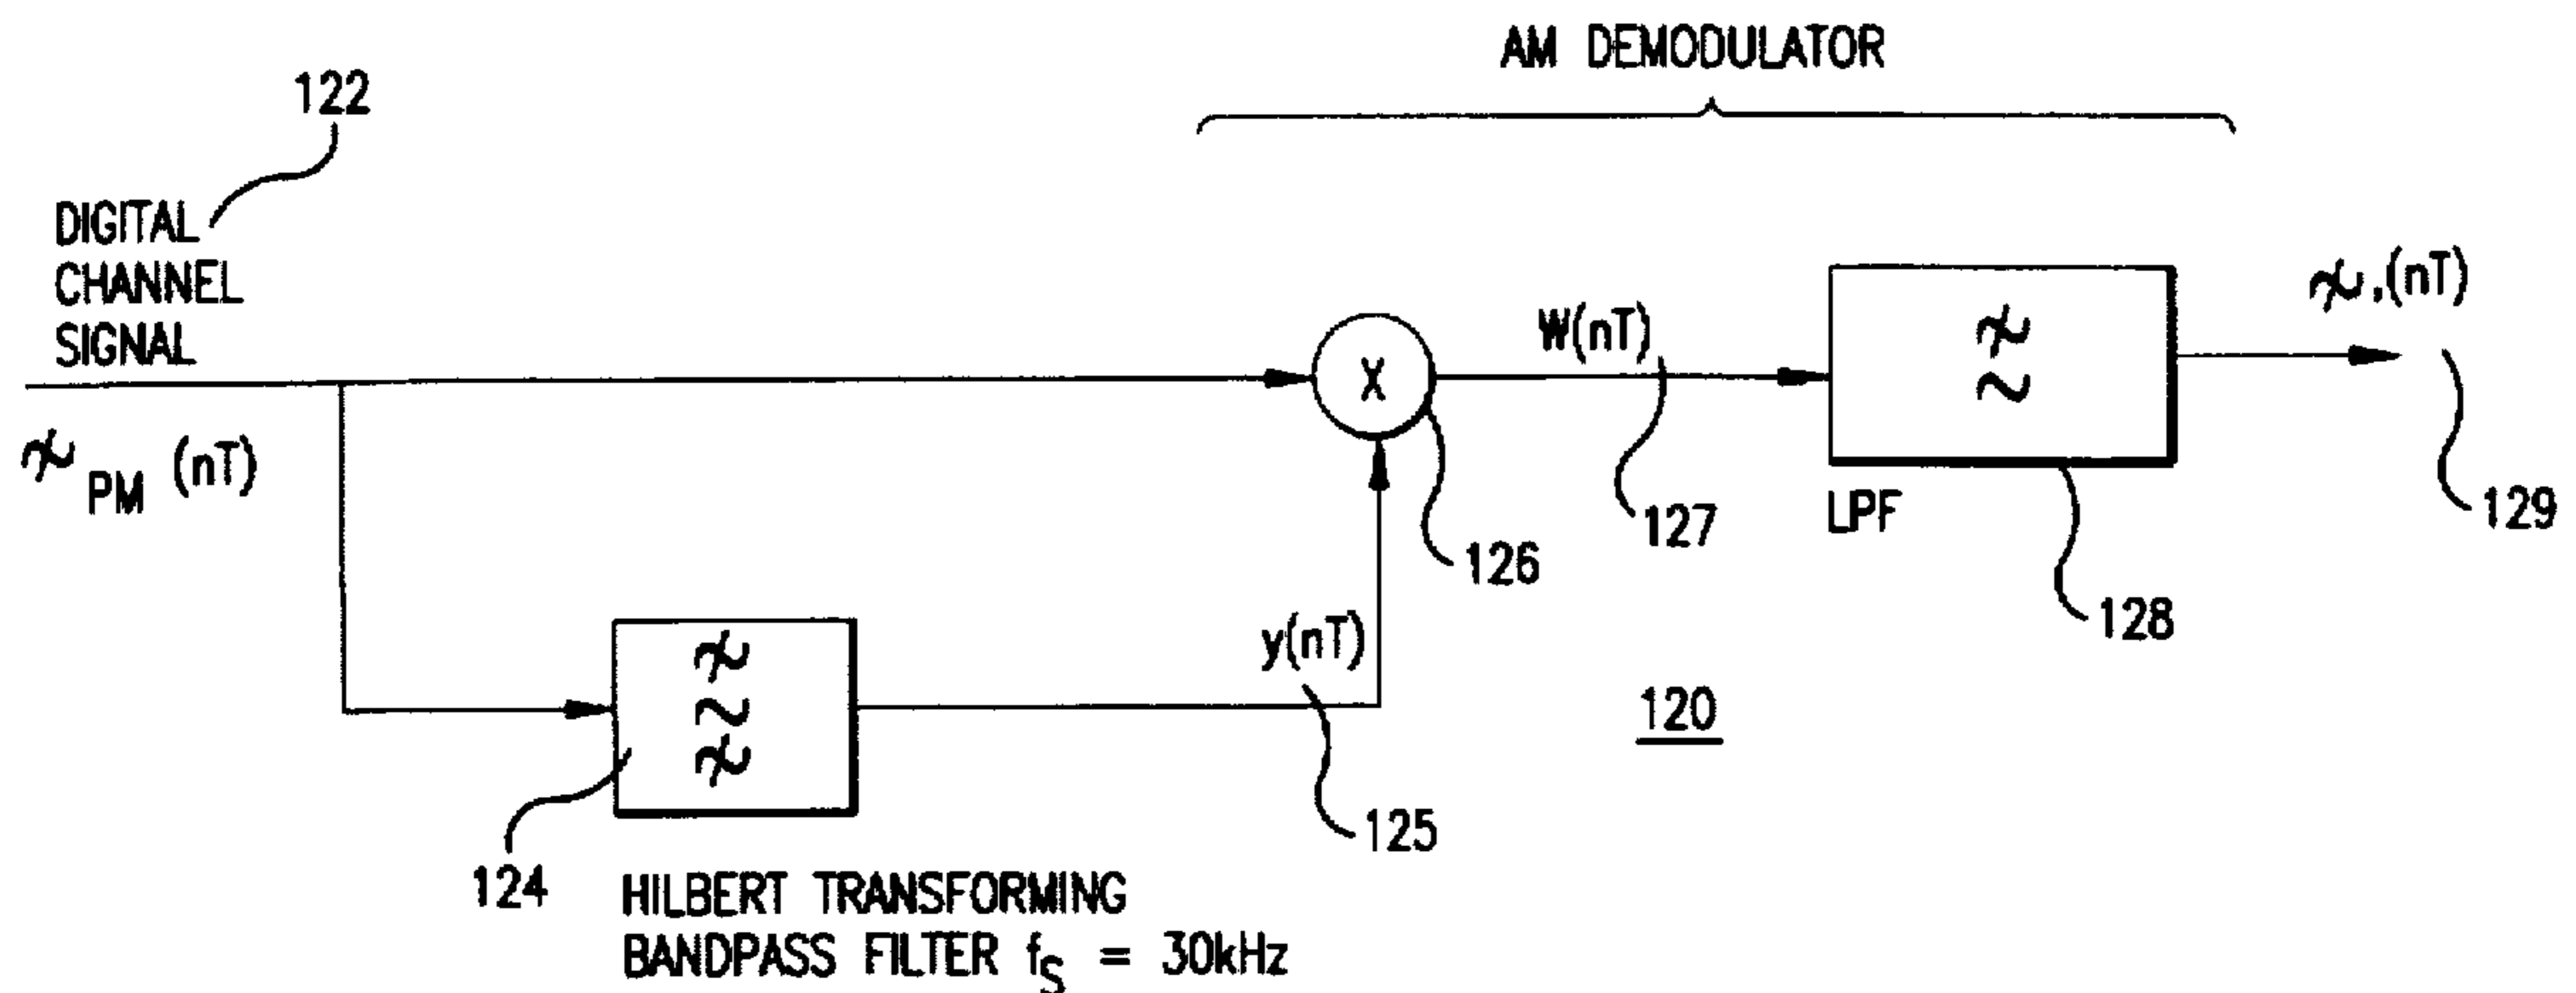 AM DEMODULATOR
122
DIGITAL
CHANNEL
SIGNAL
PM (nT)
X
W(nT)
,(nT)
126
127
LPF
128
129
y(nT)
125
120
124
HILBERT TRANSFORMING
BANDPASS FILTER fS = 30kHz